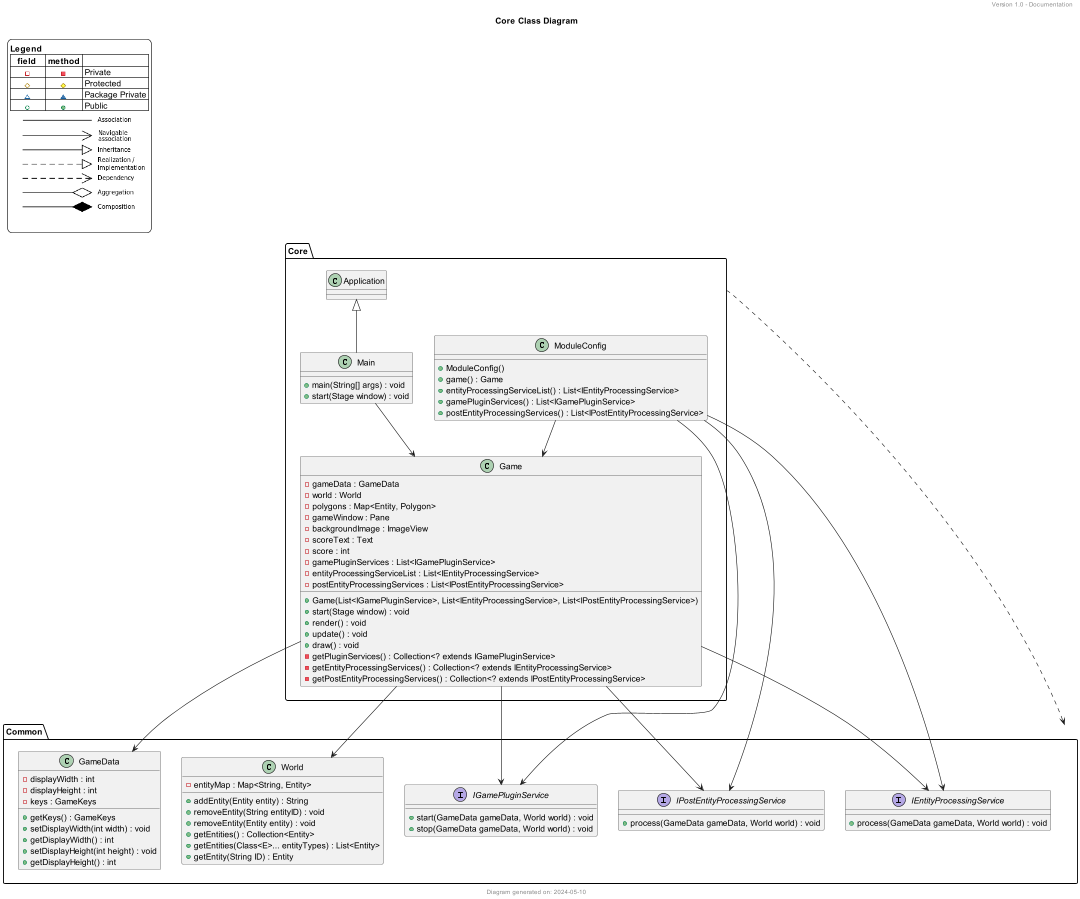 Version 1.0 - Documentation
Core Class Diagram
Legend
field method
Private
Protected
Package Private
Public
Association
Navigable
association
Inheritance
Realization /
Implementation
Dependency
Aggregation
Composition
Core
C Application
C Main
main(String[] args) : void
start(Stage window) : void
C ModuleConfig
ModuleConfig()
game() : Game
entityProcessingServiceList() : List<IEntityProcessingService>
gamePluginServices() : List<IGamePluginService>
postEntityProcessingServices() : List<IPostEntityProcessingService>
C Game
gameData : GameData
world : World
polygons : Map<Entity, Polygon>
gameWindow : Pane
backgroundImage : ImageView
scoreText : Text
score : int
gamePluginServices : List<IGamePluginService>
entityProcessingServiceList : List<IEntityProcessingService>
postEntityProcessingServices : List<IPostEntityProcessingService>
Game(List<IGamePluginService>, List<IEntityProcessingService>, List<IPostEntityProcessingService>)
start(Stage window) : void
render() : void
update() : void
draw() : void
getPluginServices() : Collection<? extends IGamePluginService>
getEntityProcessingServices() : Collection<? extends IEntityProcessingService>
getPostEntityProcessingServices() : Collection<? extends IPostEntityProcessingService>
Common
C GameData
displayWidth : int
displayHeight : int
keys : GameKeys
getKeys() : GameKeys
setDisplayWidth(int width) : void
getDisplayWidth() : int
setDisplayHeight(int height) : void
getDisplayHeight() : int
C World
entityMap : Map<String, Entity>
addEntity(Entity entity) : String
removeEntity(String entityID) : void
removeEntity(Entity entity) : void
getEntities() : Collection<Entity>
getEntities(Class<E>... entityTypes) : List<Entity>
getEntity(String ID) : Entity
I IGamePluginService
start(GameData gameData, World world) : void
stop(GameData gameData, World world) : void
I IPostEntityProcessingService
process(GameData gameData, World world) : void
I IEntityProcessingService
process(GameData gameData, World world) : void
Diagram generated on: 2024-05-10